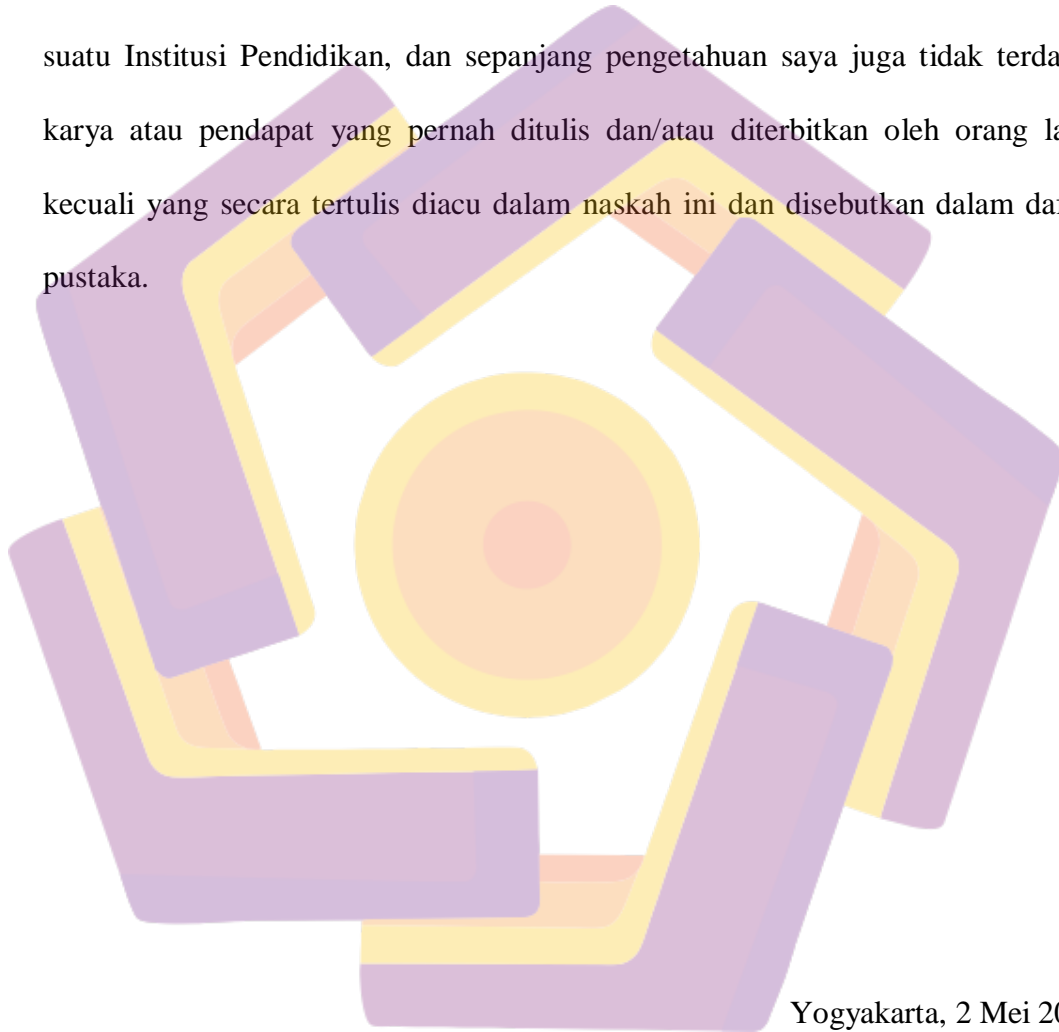 suatu Institusi Pendidikan, dan sepanjang pengetahuan saya juga tidak terda
karya atau pendapat yang pernah ditulis dan/atau diterbitkan oleh orang la
kecuali yang secara tertulis diacu dalam naskah ini dan disebutkan dalam daf
pustaka.
Yogyakarta, 2 Mei 20